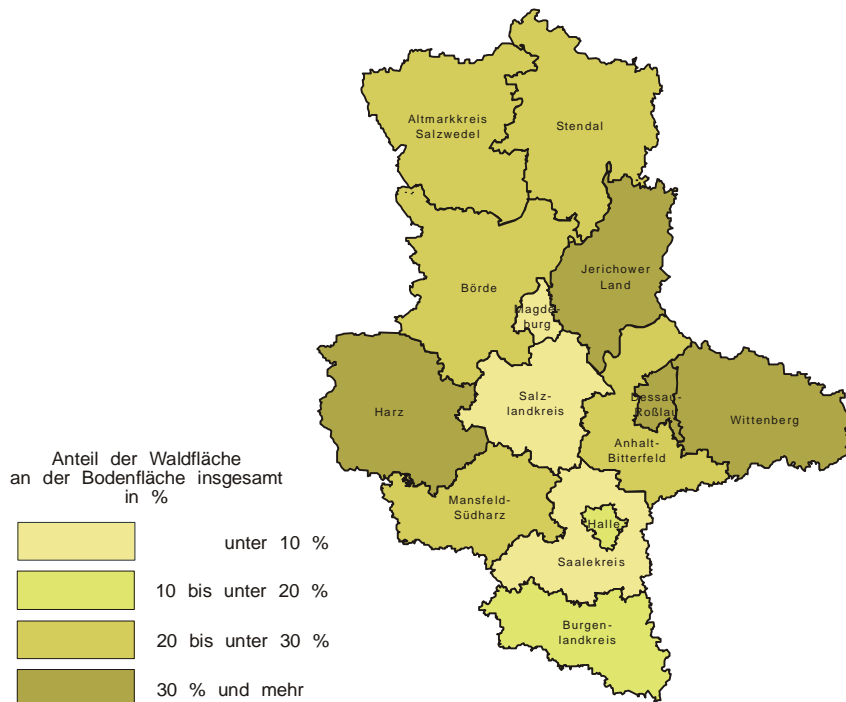 Altmarkkreis
Salzwedel
Stendal
Jerichower
Land
Börde
Magde-
burg
Salz-
landkreis
Harz
Dessau-
Roßlau
Wittenberg
Anhalt-
Bitterfeld
Mansfeld-
Südharz
Halle
Saalekreis
Burgen-
landkreis
Anteil der Waldfläche
an der Bodenfläche insgesamt
in %
unter 10 %
10 bis unter 20 %
20 bis unter 30 %
30 % und mehr